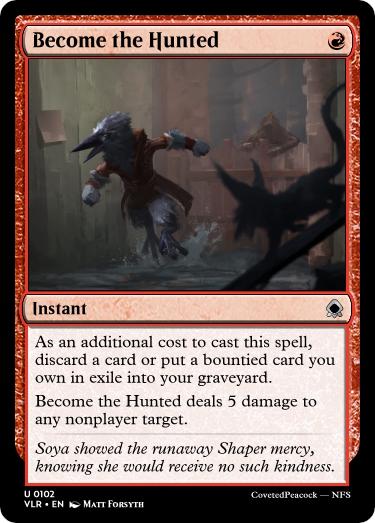 Become the Hunted
Instant
As an additional cost to cast this spell,
discard a card or put a bountied card you
own in exile into your graveyard.
Become the Hunted deals 5 damage to
any nonplayer target.
Soya showed the runaway Shaper mercy,
knowing she would receive no such kindness.
U 0102
VLR • EN Matt Forsyth
CovetedPeacock — NFS